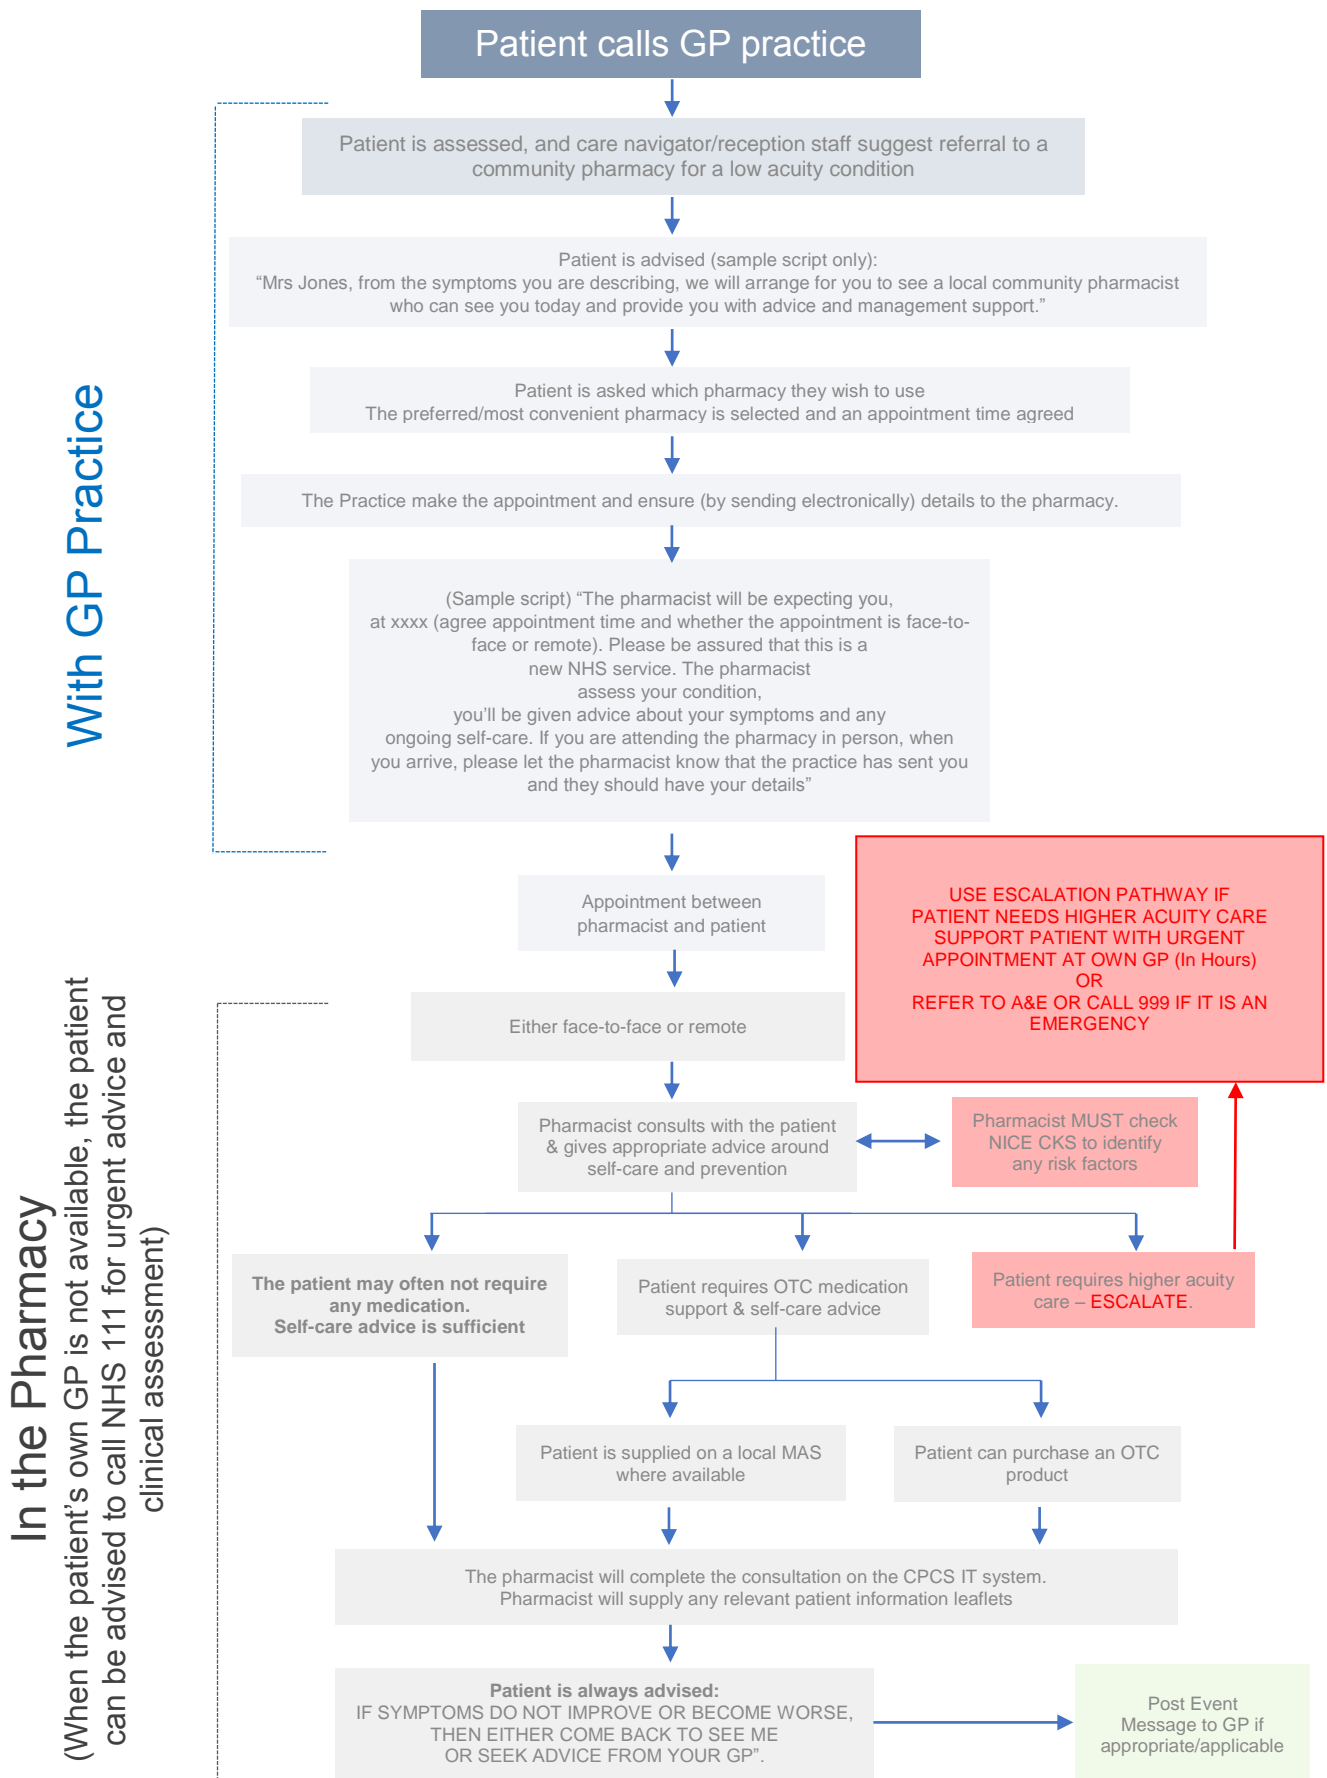 Patient calls GP practice
Patient is assessed, and care navigator/reception staff suggest referral to a
community pharmacy for a low acuity condition
Patient is advised (sample script only):
“Mrs Jones, from the symptoms you are describing, we will arrange for you to see a local community pharmacist
who can see you today and provide you with advice and management support.”
Patient is asked which pharmacy they wish to use
The preferred/most convenient pharmacy is selected and an appointment time agreed
The Practice make the appointment and ensure (by sending electronically) details to the pharmacy.
(Sample script) “The pharmacist will be expecting you,
at xxxx (agree appointment time and whether the appointment is face-to-
face or remote). Please be assured that this is a
new NHS service. The pharmacist
assess your condition,
you’ll be given advice about your symptoms and any
ongoing self-care. If you are attending the pharmacy in person, when
you arrive, please let the pharmacist know that the practice has sent you
and they should have your details”
With GP Practice
Appointment between
pharmacist and patient
USE ESCALATION PATHWAY IF
PATIENT NEEDS HIGHER ACUITY CARE
SUPPORT PATIENT WITH URGENT
APPOINTMENT AT OWN GP (In Hours)
OR
REFER TO A&E OR CALL 999 IF IT IS AN
EMERGENCY
Either face-to-face or remote
Pharmacist consults with the patient
& gives appropriate advice around
self-care and prevention
Pharmacist MUST check
NICE CKS to identify
any risk factors
The patient may often not require
any medication.
Self-care advice is sufficient
Patient requires OTC medication
support & self-care advice
Patient requires higher acuity
care – ESCALATE.
Patient is supplied on a local MAS
where available
Patient can purchase an OTC
product
The pharmacist will complete the consultation on the CPCS IT system.
Pharmacist will supply any relevant patient information leaflets
Patient is always advised:
IF SYMPTOMS DO NOT IMPROVE OR BECOME WORSE,
THEN EITHER COME BACK TO SEE ME
OR SEEK ADVICE FROM YOUR GP”.
Post Event
Message to GP if
appropriate/applicable
In the Pharmacy
(When the patient’s own GP is not available, the patient
can be advised to call NHS 111 for urgent advice and
clinical assessment)